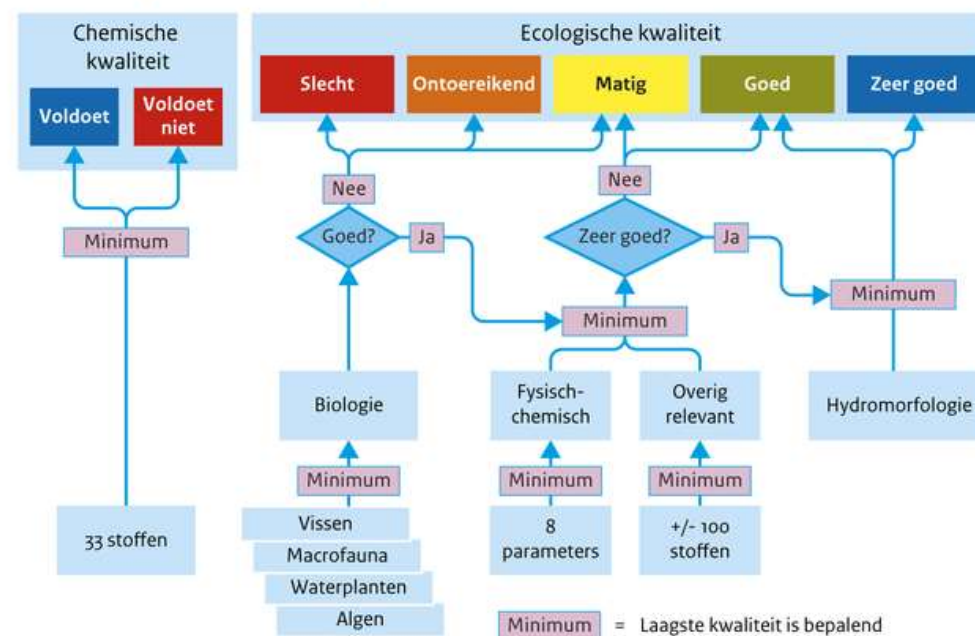 Chemische
kwaliteit
Voldoet
Voldoet
niet
Minimum
33 stoffen
Ecologische kwaliteit
Slecht
Ontoereikend
Matig
Goed
Zeer goed
Nee
Nee
Goed?
Ja
Zeer goed?
Ja
Minimum
Minimum
Biologie
Fysisch-
chemisch
Overig
relevant
Hydromorfologie
Minimum
Minimum
Minimum
Vissen
Macrofauna
Waterplanten
Algen
8
parameters
+/- 100
stoffen
Minimum = Laagste kwaliteit is bepalend